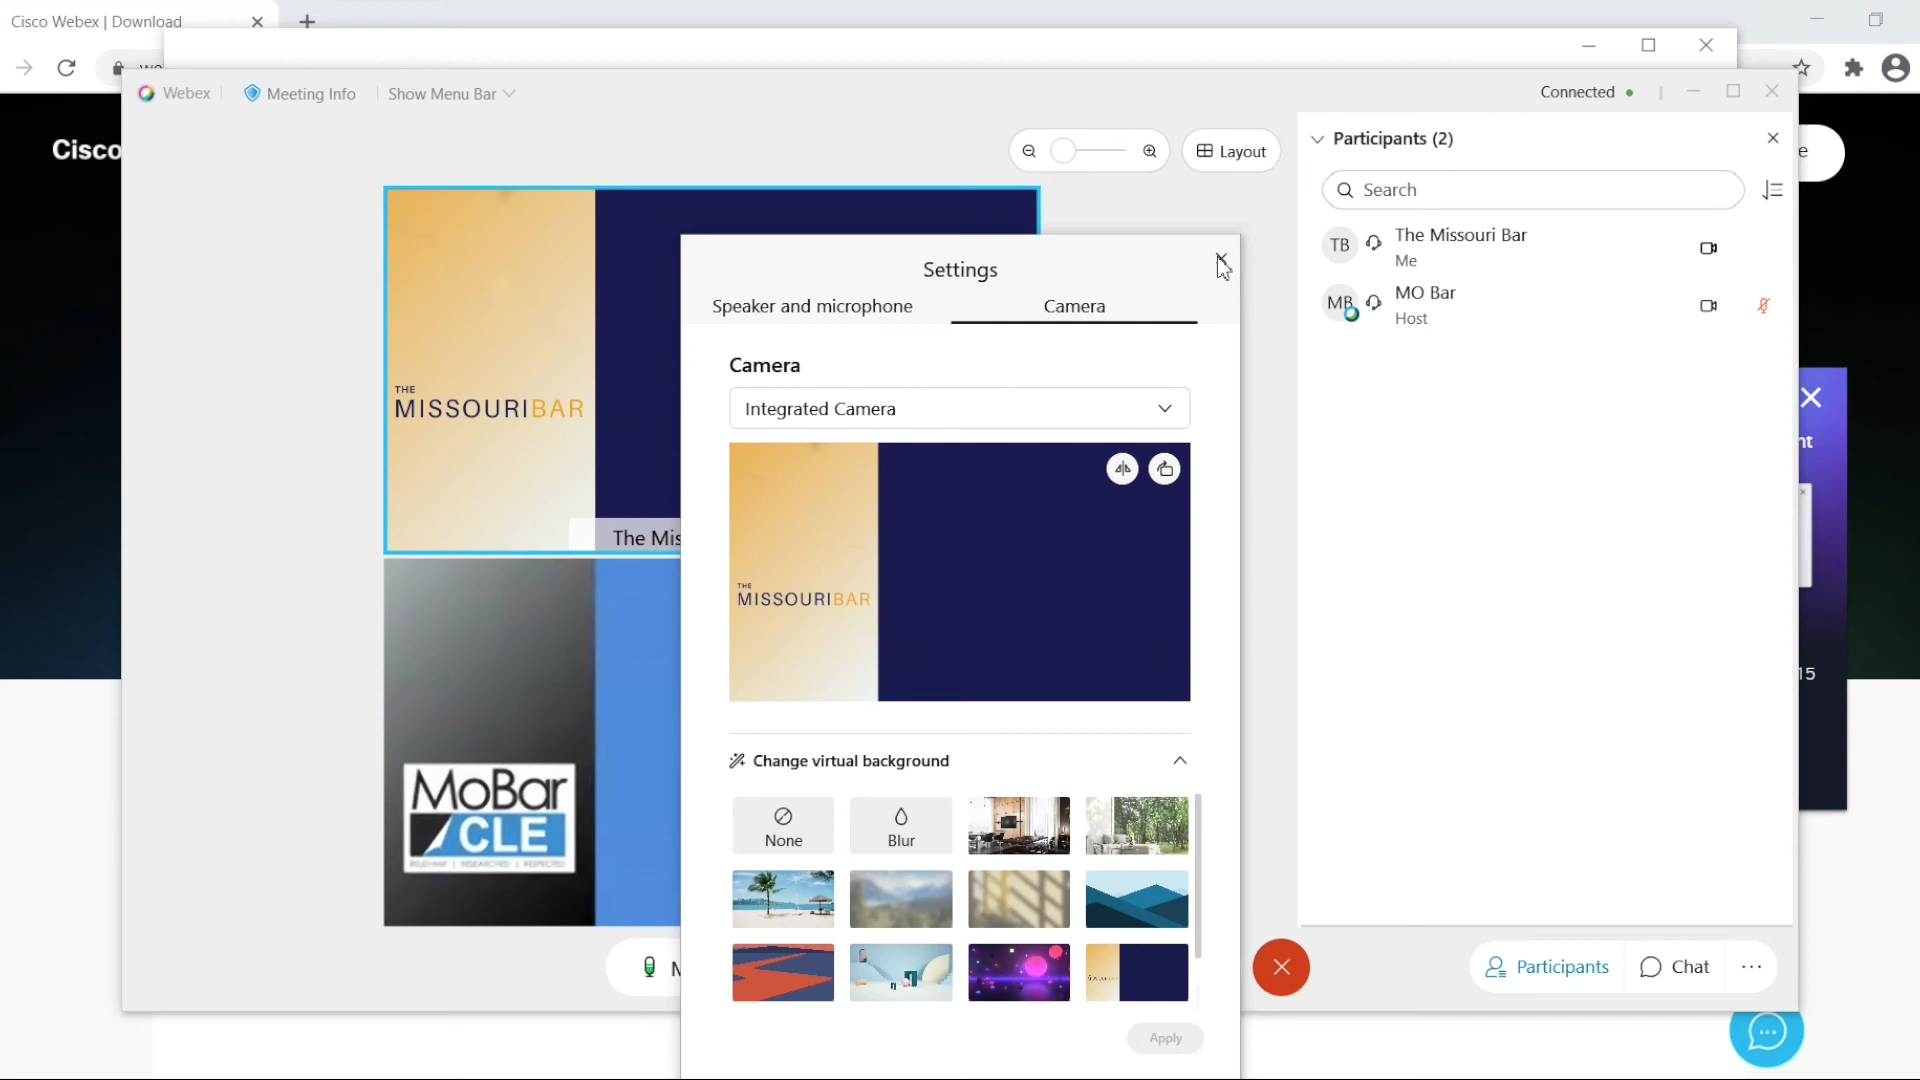 Cisco Webex | Download
Webex
Meeting Info
Show Menu Bar
Connected
Cisco
Layout
Participants (2)
Search
TB
The Missouri Bar
Me
MB
MO Bar
Host
Settings
Speaker and microphone
Camera
Camera
Integrated Camera
THE
MISSOURIBAR
The Mis
THE
MISSOURIBAR
nt
15
MoBar
CLE
Change virtual background
None
Blur
Participants
Chat
Apply